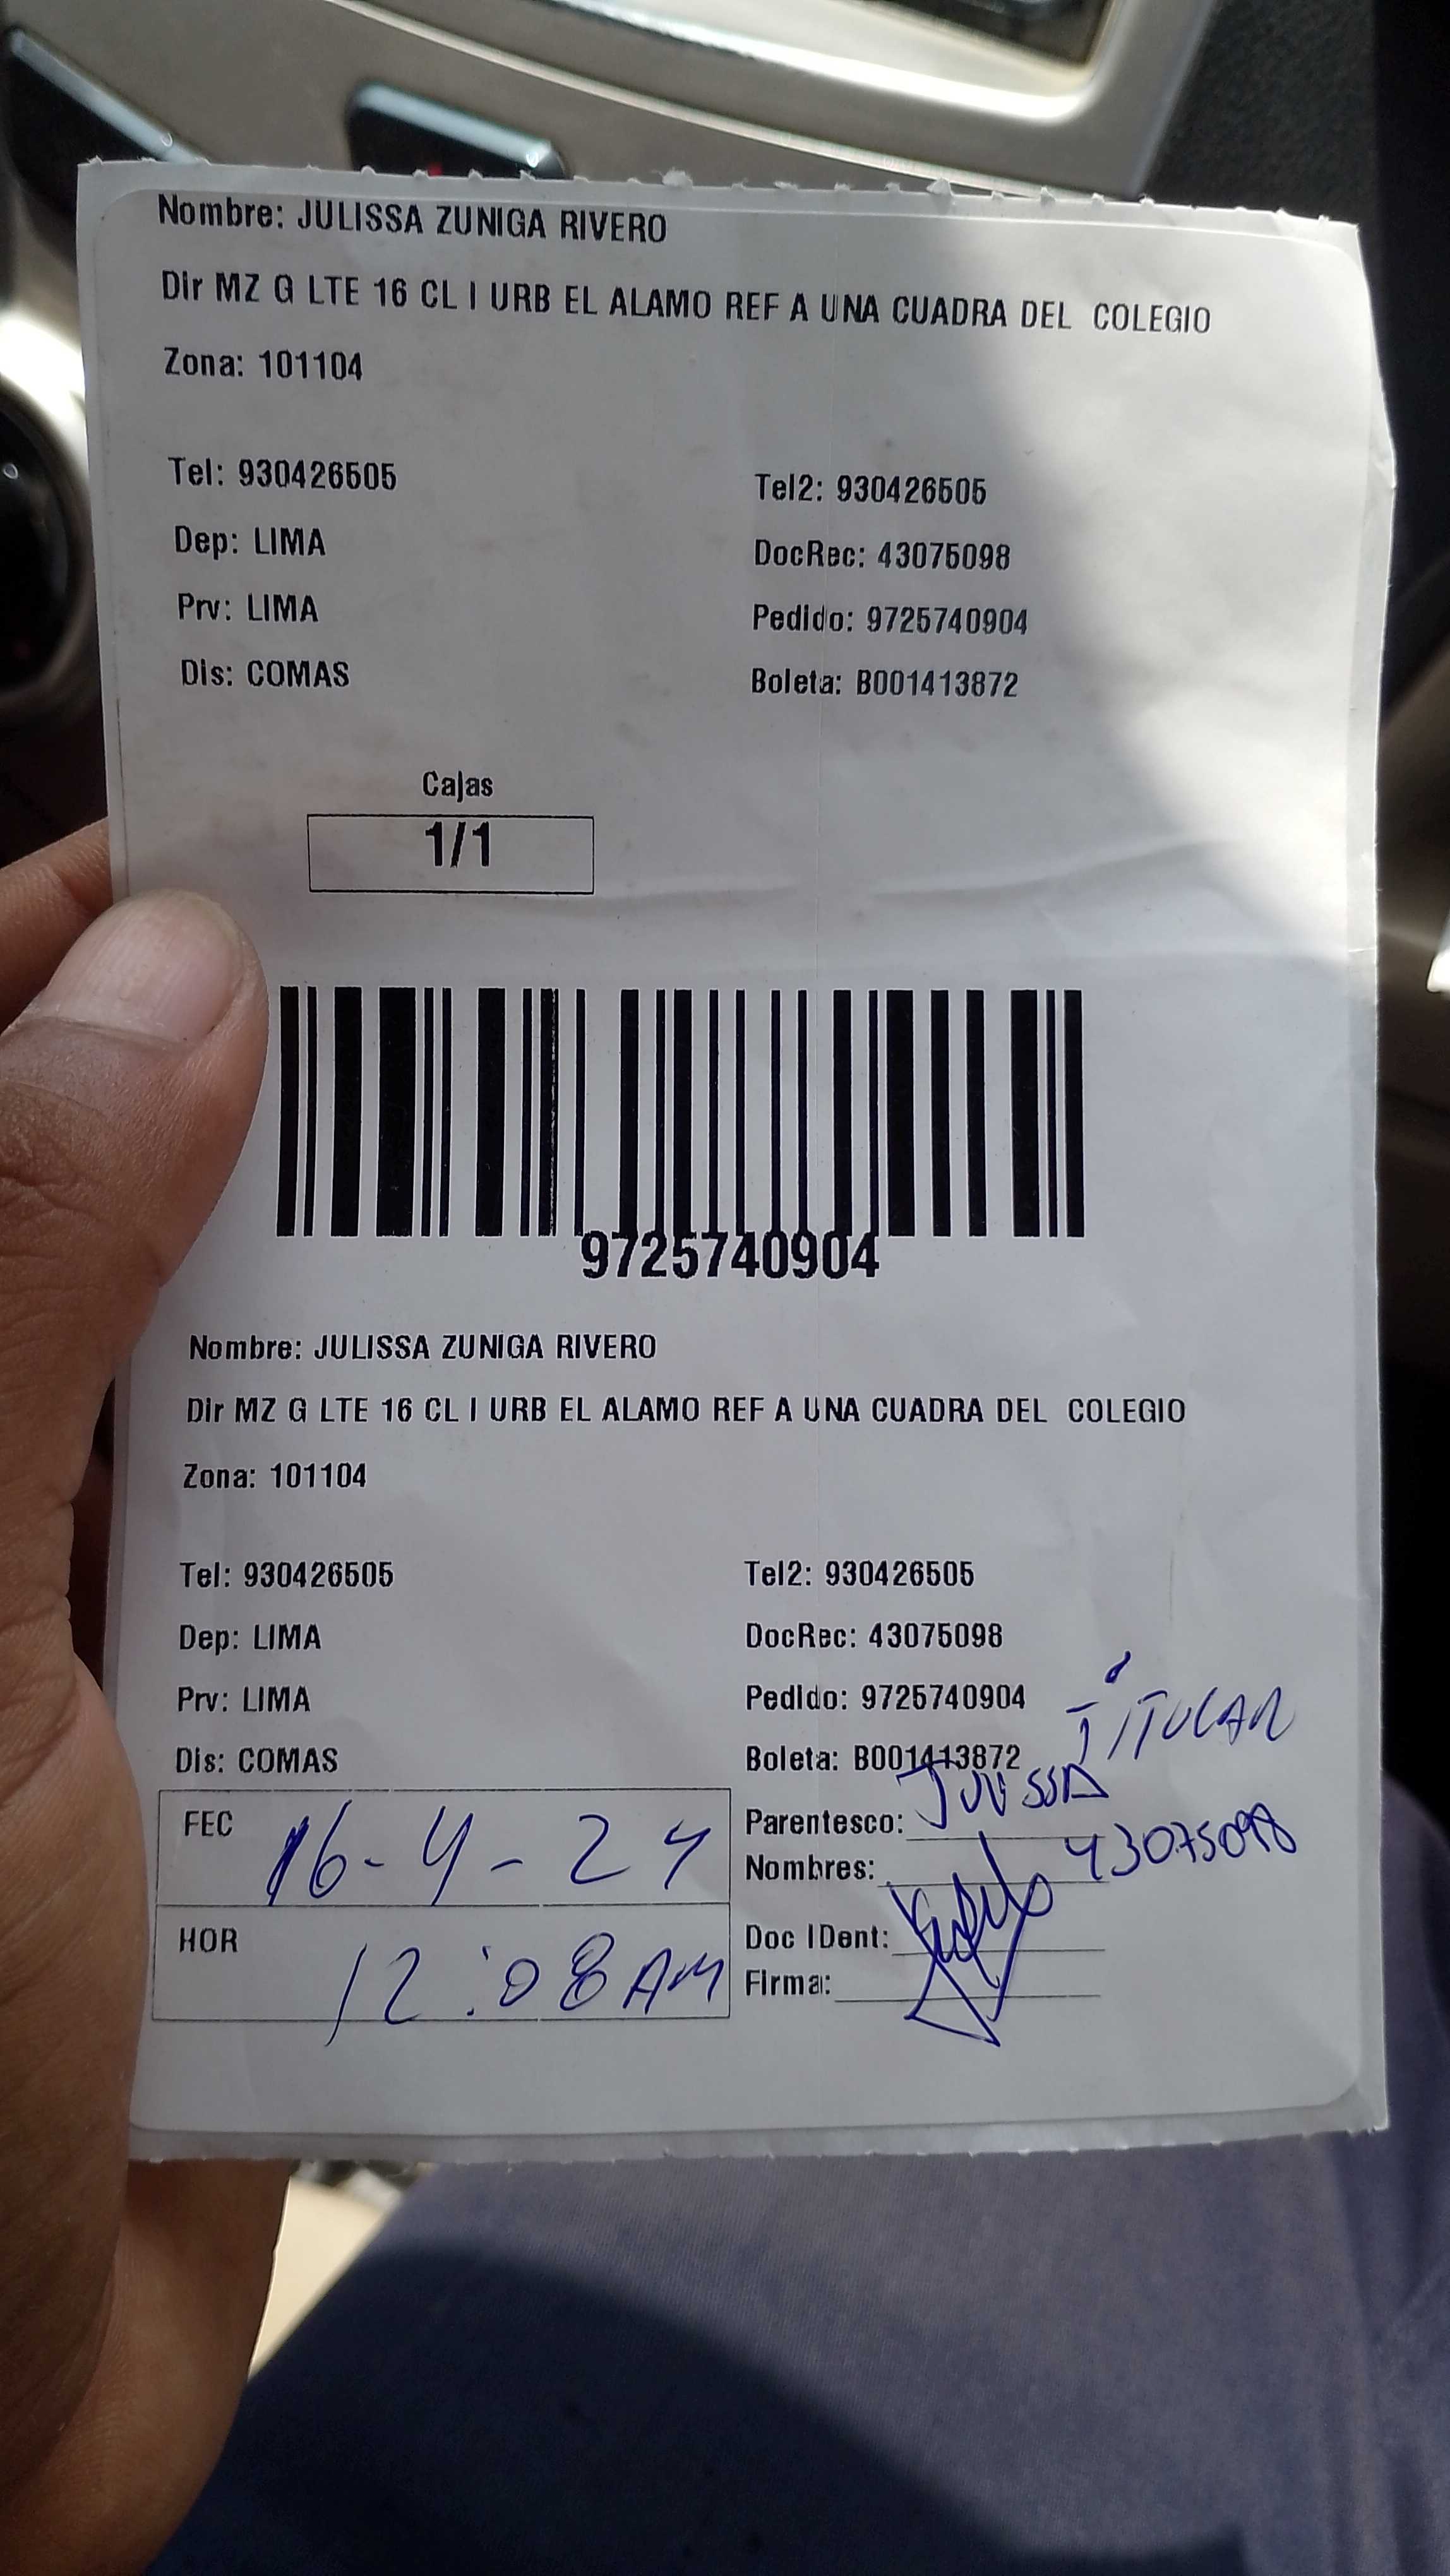 Nombre: JULISSA ZUNIGA RIVERO
Dir MZ G LTE 16 CL I URB EL ALAMO REF A UNA CUADRA DEL COLEGIO
Zona: 101104
Tel: 930426505 Tel2: 930426505
Dep: LIMA DocRec: 43075098
Prv: LIMA Pedido: 9725740904
Dis: COMAS Boleta: B001413872
Cajas
1/1
9725740904
Nombre: JULISSA ZUNIGA RIVERO
Dir MZ G LTE 16 CL I URB EL ALAMO REF A UNA CUADRA DEL COLEGIO
Zona: 101104
Tel: 930426505 Tel2: 930426505
Dep: LIMA DocRec: 43075098
Prv: LIMA Pedido: 9725740904
TITULAR
Dis: COMAS Boleta: B001413872
FEC 16-4-24 Parentesco: JULISSA
Nombres: 43075098
HOR 12:08 AM Doc IDent:
Firma: